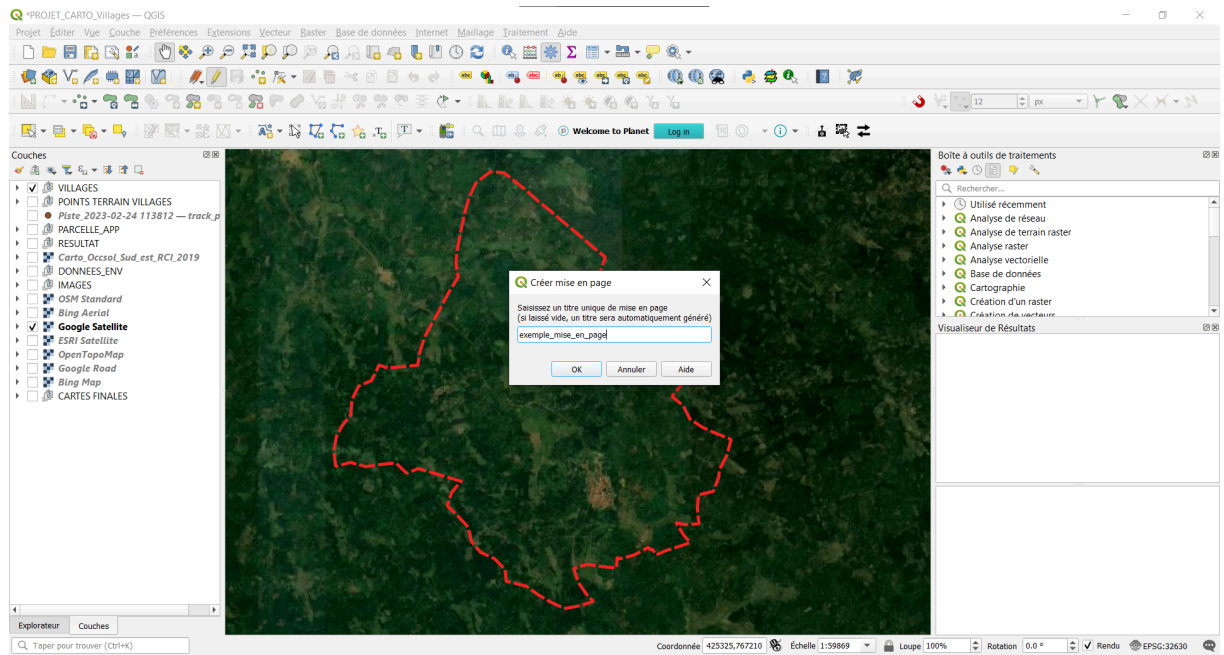 *PROJET_CARTO_Villages — QGIS
Projet Éditer Vue Couche Préférences Extensions Vecteur Raster Base de données Internet Maillage Traitement Aide
12 px
Welcome to Planet Log in
Couches
VILLAGES
POINTS TERRAIN VILLAGES
Piste_2023-02-24 113812 — track_p
PARCELLE_APP
RESULTAT
Carto_Occsol_Sud_est_RCI_2019
DONNEES_ENV
IMAGES
OSM Standard
Bing Aerial
Google Satellite
ESRI Satellite
OpenTopoMap
Google Road
Bing Map
CARTES FINALES
Explorateur Couches
Créer mise en page
Saisissez un titre unique de mise en page
(si laissé vide, un titre sera automatiquement généré)
exemple_mise_en_page
OK Annuler Aide
Boîte à outils de traitements
Rechercher...
Utilisé récemment
Analyse de réseau
Analyse de terrain raster
Analyse raster
Analyse vectorielle
Base de données
Cartographie
Création d'un raster
Création de vecteurs
Visualiseur de Résultats
Taper pour trouver (Ctrl+K)
Coordonnée 425325,767210 Échelle 1:59869 Loupe 100% Rotation 0.0 ° Rendu EPSG:32630